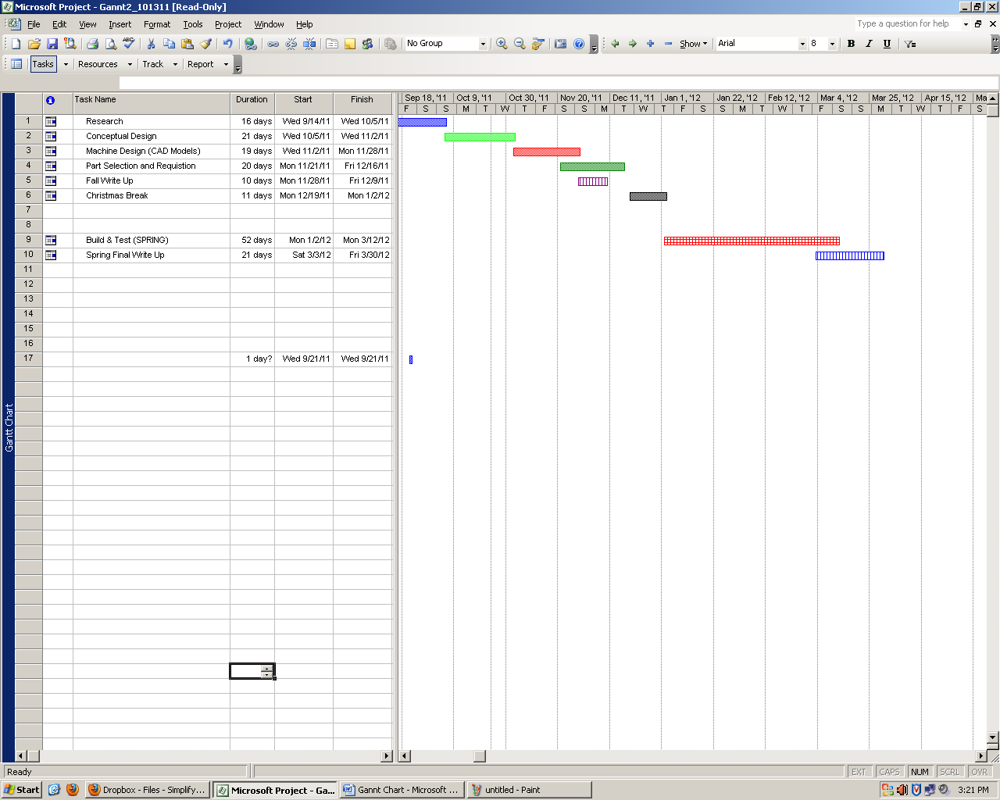 Microsoft Project - Gannt2_101311 [Read-Only]
File Edit View Insert Format Tools Project Window Help
Type a question for help
No Group
Show
Arial
8
B I U
Tasks Resources Track Report
Task Name Duration Start Finish
Sep 18, '11 Oct 9, '11 Oct 30, '11 Nov 20, '11 Dec 11, '11 Jan 1, '12 Jan 22, '12 Feb 12, '12 Mar 4, '12 Mar 25, '12 Apr 15, '12 Ma
F S S M W T F S S M T W T F S S M T W T F S S M T W T F S
1 Research 16 days Wed 9/14/11 Wed 10/5/11
2 Conceptual Design 21 days Wed 10/5/11 Wed 11/2/11
3 Machine Design (CAD Models) 19 days Wed 11/2/11 Mon 11/28/11
4 Part Selection and Requistion 20 days Mon 11/21/11 Fri 12/16/11
5 Fall Write Up 10 days Mon 11/28/11 Fri 12/9/11
6 Christmas Break 11 days Mon 12/19/11 Mon 1/2/12
7
8
9 Build & Test (SPRING) 52 days Mon 1/2/12 Mon 3/12/12
10 Spring Final Write Up 21 days Sat 3/3/12 Fri 3/30/12
11
12
13
14
15
16
17 1 day? Wed 9/21/11 Wed 9/21/11
Gantt Chart
Ready
EXT CAPS NUM SCRL OVR
Start
Dropbox - Files - Simplify...
Microsoft Project - Ga...
Gannt Chart - Microsoft ...
untitled - Paint
3:21 PM